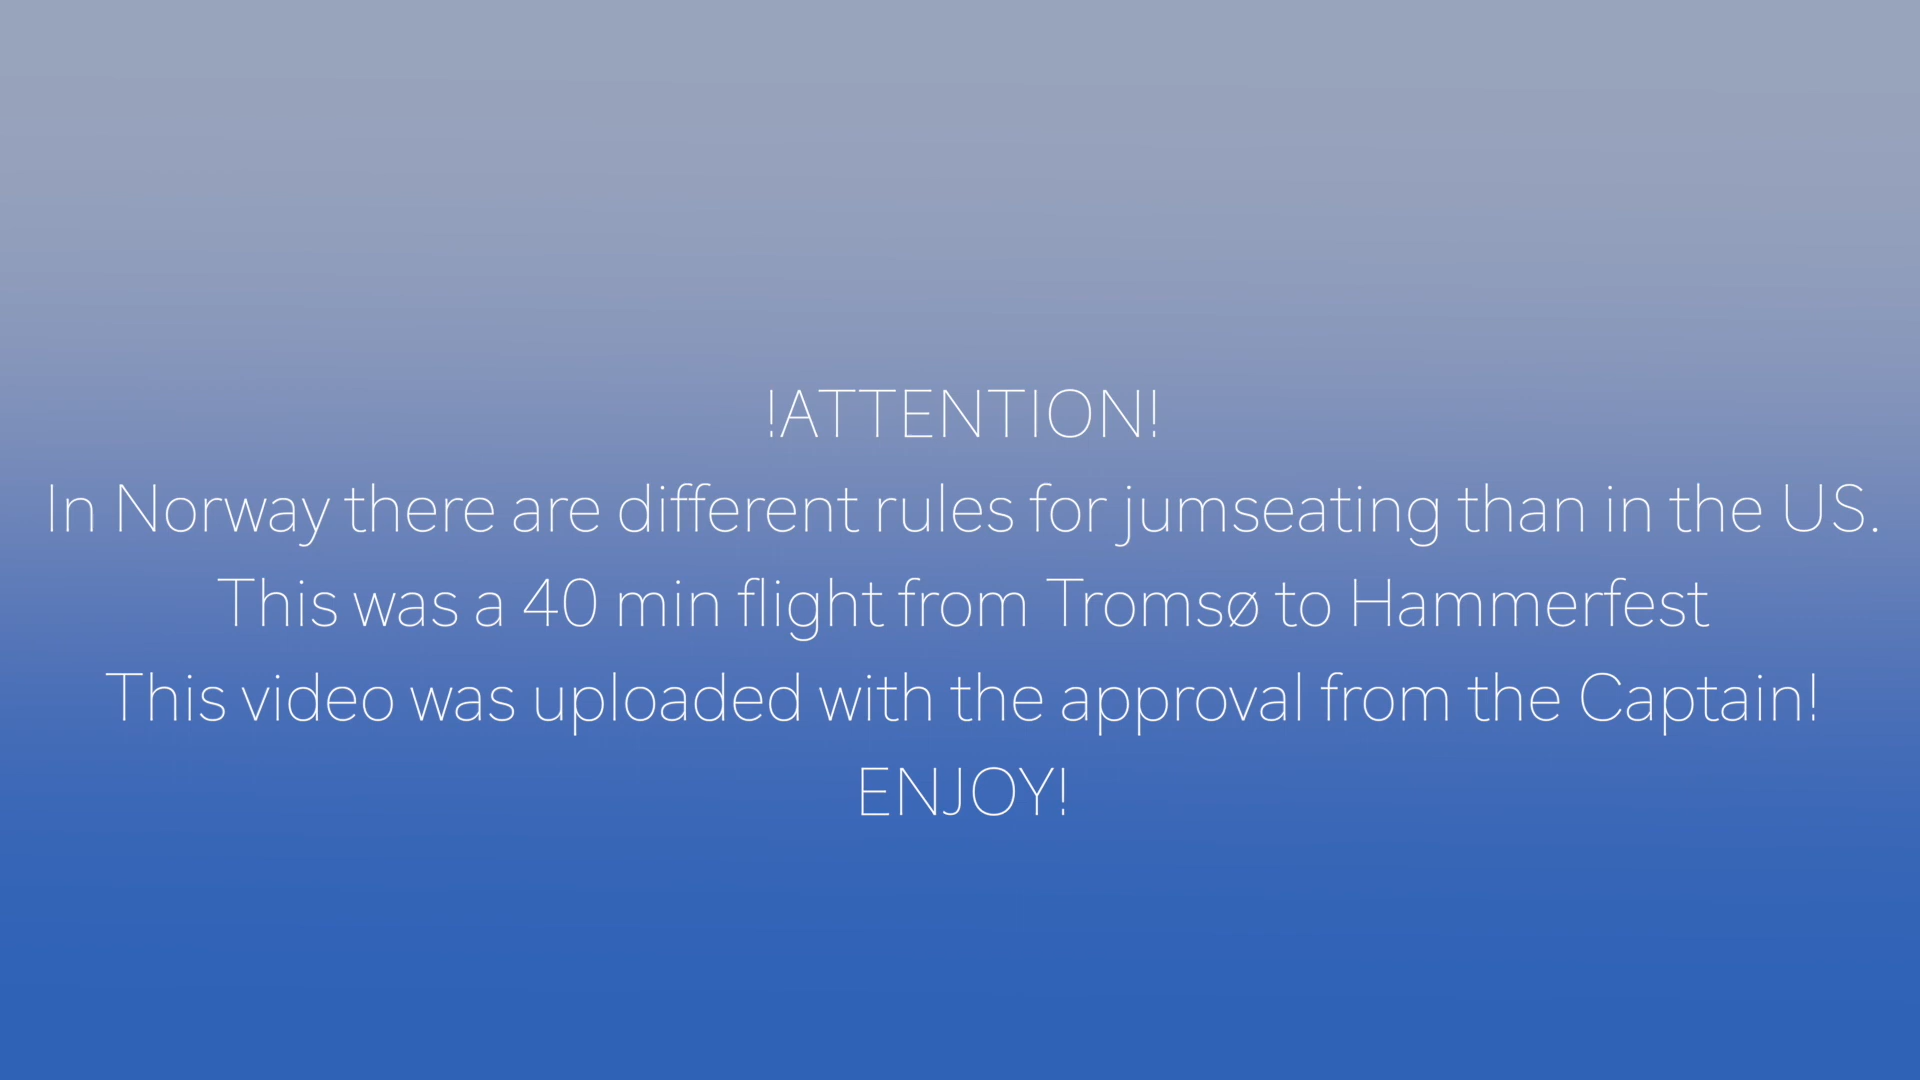 !ATTENTION!
In Norway there are different rules for jumseating than in the US.
This was a 40 min flight from Tromsø to Hammerfest
This video was uploaded with the approval from the Captain!
ENJOY!